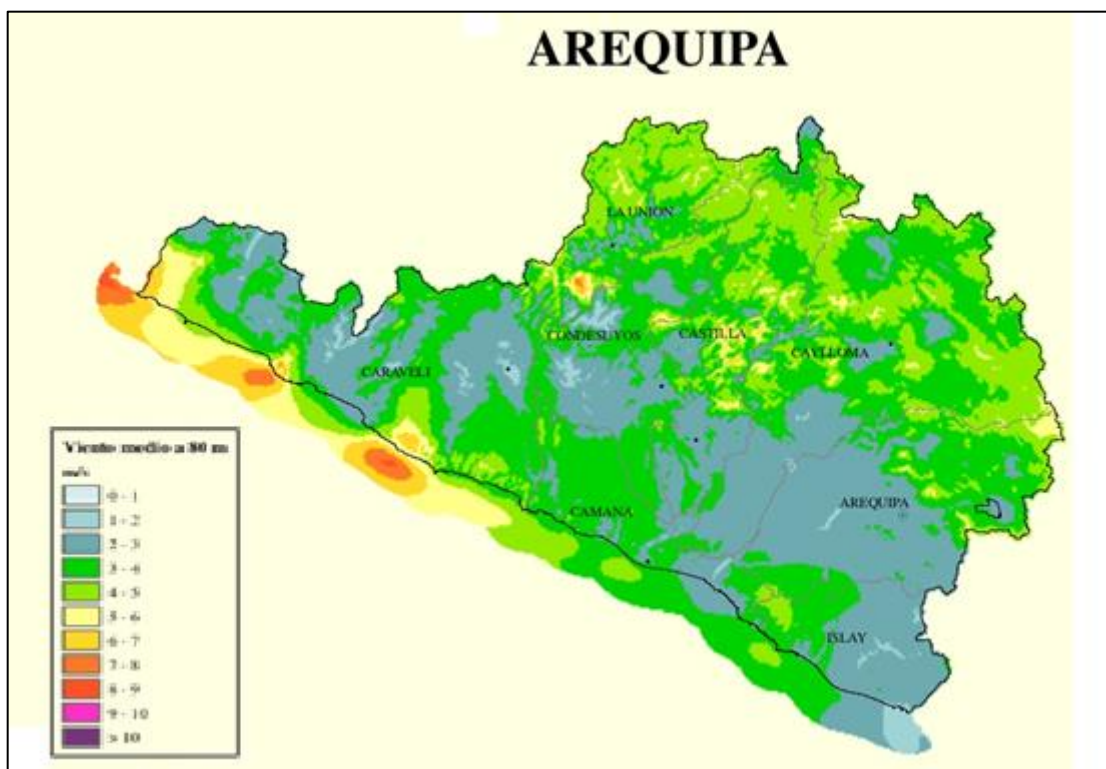 AREQUIPA
LA UNION
CONDESUYOS
CASTILLA
CAYLLOMA
CARAVELI
AREQUIPA
CAMANA
ISLAY
Viento medio a 80 m
m/s
0 - 1
1 - 2
2 - 3
3 - 4
4 - 5
5 - 6
6 - 7
7 - 8
8 - 9
9 - 10
> 10